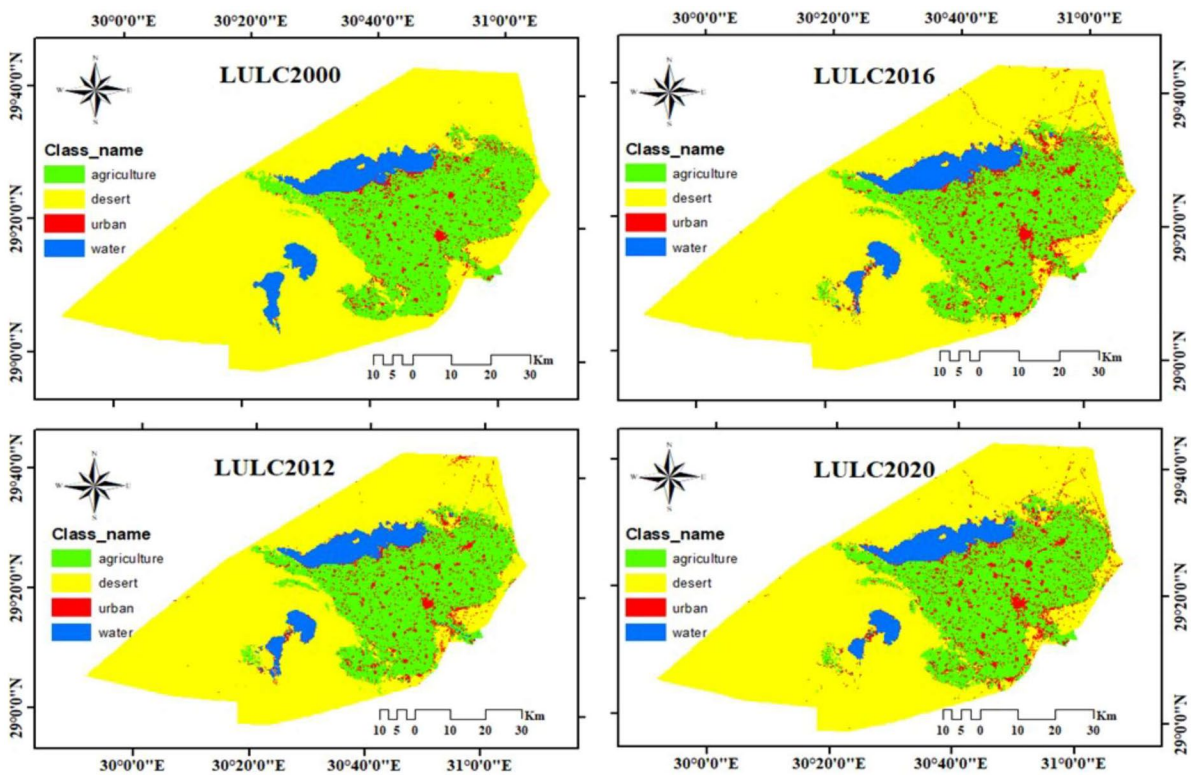 30°0'0"E 30°20'0"E 30°40'0"E 31°0'0"E
29°40'0"N
29°20'0"N
29°0'0"N
N
W E
S
LULC2000
Class_name
agriculture
desert
urban
water
Km
10 5 0 10 20 30
30°0'0"E 30°20'0"E 30°40'0"E 31°0'0"E
N
W E
S
LULC2016
Class_name
agriculture
desert
urban
water
Km
10 5 0 10 20 30
29°40'0"N
29°20'0"N
29°0'0"N
29°40'0"N
29°20'0"N
29°0'0"N
N
W E
S
LULC2012
Class_name
agriculture
desert
urban
water
Km
10 5 0 10 20 30
30°0'0"E 30°20'0"E 30°40'0"E 31°0'0"E
N
W E
S
LULC2020
Class_name
agriculture
desert
urban
water
Km
10 5 0 10 20 30
29°40'0"N
29°20'0"N
29°0'0"N
30°0'0"E 30°20'0"E 30°40'0"E 31°0'0"E